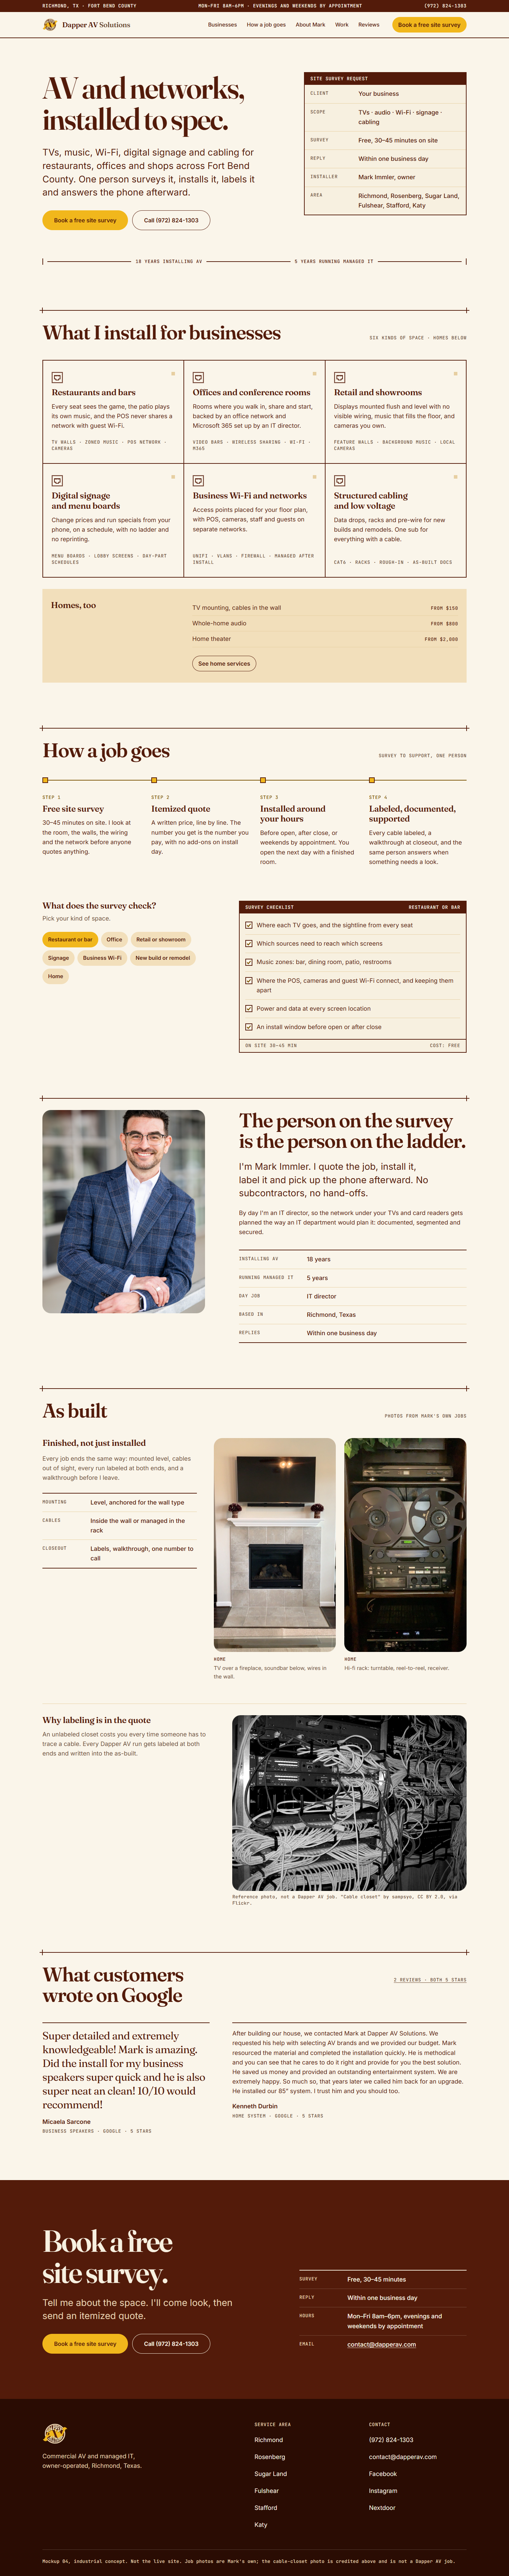 RICHMOND, TX · FORT BEND COUNTY
MON–FRI 8AM–6PM · EVENINGS AND WEEKENDS BY APPOINTMENT
(972) 824-1303
Dapper AV Solutions
Businesses
How a job goes
About Mark
Work
Reviews
Book a free site survey
AV and networks,
installed to spec.
TVs, music, Wi-Fi, digital signage and cabling for
restaurants, offices and shops across Fort Bend
County. One person surveys it, installs it, labels it
and answers the phone afterward.
Book a free site survey
Call (972) 824-1303
SITE SURVEY REQUEST
CLIENT
Your business
SCOPE
TVs · audio · Wi-Fi · signage ·
cabling
SURVEY
Free, 30–45 minutes on site
REPLY
Within one business day
INSTALLER
Mark Immler, owner
AREA
Richmond, Rosenberg, Sugar Land,
Fulshear, Stafford, Katy
18 YEARS INSTALLING AV
5 YEARS RUNNING MANAGED IT
What I install for businesses
SIX KINDS OF SPACE · HOMES BELOW
Restaurants and bars
Every seat sees the game, the patio plays
its own music, and the POS never shares a
network with guest Wi-Fi.
TV WALLS · ZONED MUSIC · POS NETWORK ·
CAMERAS
Offices and conference rooms
Rooms where you walk in, share and start,
backed by an office network and
Microsoft 365 set up by an IT director.
VIDEO BARS · WIRELESS SHARING · WI-FI ·
M365
Retail and showrooms
Displays mounted flush and level with no
visible wiring, music that fills the floor, and
cameras you own.
FEATURE WALLS · BACKGROUND MUSIC · LOCAL
CAMERAS
Digital signage
and menu boards
Change prices and run specials from your
phone, on a schedule, with no ladder and
no reprinting.
MENU BOARDS · LOBBY SCREENS · DAY-PART
SCHEDULES
Business Wi-Fi and networks
Access points placed for your floor plan,
with POS, cameras, staff and guests on
separate networks.
UNIFI · VLANS · FIREWALL · MANAGED AFTER
INSTALL
Structured cabling
and low voltage
Data drops, racks and pre-wire for new
builds and remodels. One sub for
everything with a cable.
CAT6 · RACKS · ROUGH-IN · AS-BUILT DOCS
Homes, too
TV mounting, cables in the wall
FROM $150
Whole-home audio
FROM $800
Home theater
FROM $2,000
See home services
How a job goes
SURVEY TO SUPPORT, ONE PERSON
STEP 1
Free site survey
30–45 minutes on site. I look at
the room, the walls, the wiring
and the network before anyone
quotes anything.
STEP 2
Itemized quote
A written price, line by line. The
number you get is the number you
pay, with no add-ons on install
day.
STEP 3
Installed around
your hours
Before open, after close, or
weekends by appointment. You
open the next day with a finished
room.
STEP 4
Labeled, documented,
supported
Every cable labeled, a
walkthrough at closeout, and the
same person answers when
something needs a look.
What does the survey check?
Pick your kind of space.
Restaurant or bar
Office
Retail or showroom
Signage
Business Wi-Fi
New build or remodel
Home
SURVEY CHECKLIST
RESTAURANT OR BAR
Where each TV goes, and the sightline from every seat
Which sources need to reach which screens
Music zones: bar, dining room, patio, restrooms
Where the POS, cameras and guest Wi-Fi connect, and keeping them
apart
Power and data at every screen location
An install window before open or after close
ON SITE 30–45 MIN
COST: FREE
The person on the survey
is the person on the ladder.
I'm Mark Immler. I quote the job, install it,
label it and pick up the phone afterward. No
subcontractors, no hand-offs.
By day I'm an IT director, so the network under your TVs and card readers gets
planned the way an IT department would plan it: documented, segmented and
secured.
INSTALLING AV
18 years
RUNNING MANAGED IT
5 years
DAY JOB
IT director
BASED IN
Richmond, Texas
REPLIES
Within one business day
As built
PHOTOS FROM MARK'S OWN JOBS
Finished, not just installed
Every job ends the same way: mounted level, cables
out of sight, every run labeled at both ends, and a
walkthrough before I leave.
MOUNTING
Level, anchored for the wall type
CABLES
Inside the wall or managed in the
rack
CLOSEOUT
Labels, walkthrough, one number to
call
HOME
TV over a fireplace, soundbar below, wires in
the wall.
HOME
Hi-fi rack: turntable, reel-to-reel, receiver.
Why labeling is in the quote
An unlabeled closet costs you every time someone has to
trace a cable. Every Dapper AV run gets labeled at both
ends and written into the as-built.
Reference photo, not a Dapper AV job. "Cable closet" by sampsyo, CC BY 2.0, via
Flickr.
What customers
wrote on Google
2 REVIEWS · BOTH 5 STARS
Super detailed and extremely
knowledgeable! Mark is amazing.
Did the install for my business
speakers super quick and he is also
super neat an clean! 10/10 would
recommend!
Micaela Sarcone
BUSINESS SPEAKERS · GOOGLE · 5 STARS
After building our house, we contacted Mark at Dapper AV Solutions. We
requested his help with selecting AV brands and we provided our budget. Mark
resourced the material and completed the installation quickly. He is methodical
and you can see that he cares to do it right and provide for you the best solution.
He saved us money and provided an outstanding entertainment system. We are
extremely happy. So much so, that years later we called him back for an upgrade.
He installed our 85" system. I trust him and you should too.
Kenneth Durbin
HOME SYSTEM · GOOGLE · 5 STARS
Book a free
site survey.
Tell me about the space. I'll come look, then
send an itemized quote.
Book a free site survey
Call (972) 824-1303
SURVEY
Free, 30–45 minutes
REPLY
Within one business day
HOURS
Mon–Fri 8am–6pm, evenings and
weekends by appointment
EMAIL
contact@dapperav.com
AV
Commercial AV and managed IT,
owner-operated, Richmond, Texas.
SERVICE AREA
Richmond
Rosenberg
Sugar Land
Fulshear
Stafford
Katy
CONTACT
(972) 824-1303
contact@dapperav.com
Facebook
Instagram
Nextdoor
Mockup 04, industrial concept. Not the live site. Job photos are Mark's own; the cable-closet photo is credited above and is not a Dapper AV job.